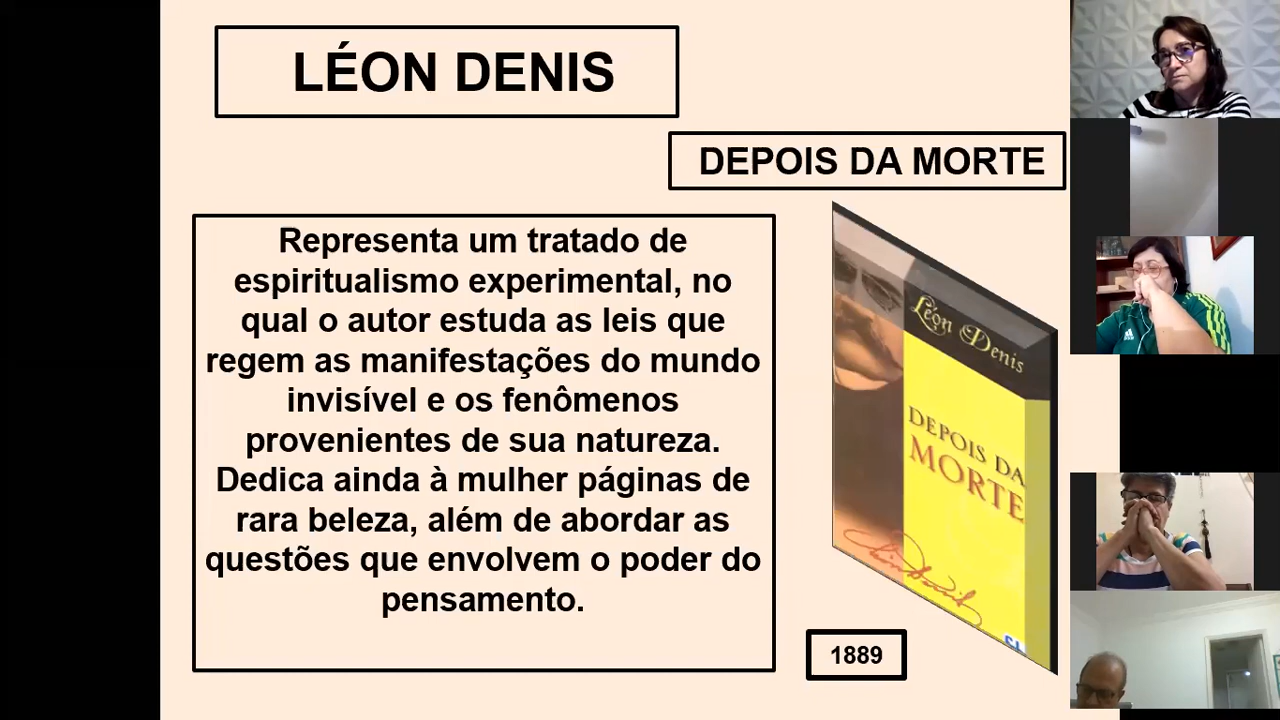 LÉON DENIS
DEPOIS DA MORTE
Representa um tratado de
espiritualismo experimental, no
qual o autor estuda as leis que
regem as manifestações do mundo
invisível e os fenômenos
provenientes de sua natureza.
Dedica ainda à mulher páginas de
rara beleza, além de abordar as
questões que envolvem o poder do
pensamento.
Léon Denis
DEPOIS DA
MORTE
1889